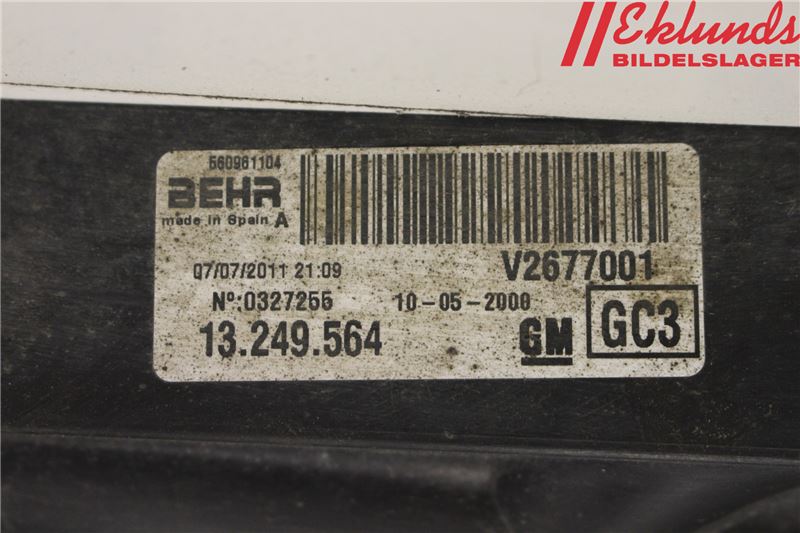 Eklunds
BILDELSLAGER
560961104
BEHR
made in Spain A
07/07/2011 21:09
V2677001
Nº:0327255
10-05-2000
13.249.564
GM
GC3